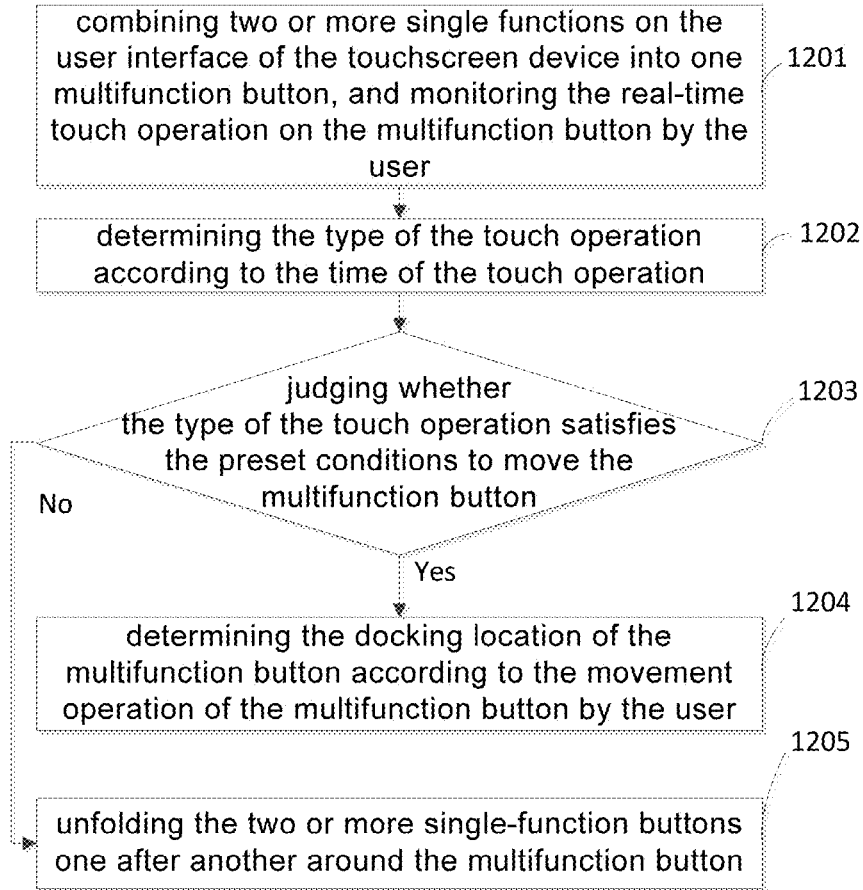 combining two or more single functions on the
user interface of the touchscreen device into one
multifunction button, and monitoring the real-time
touch operation on the multifunction button by the
user
1201
determining the type of the touch operation
according to the time of the touch operation
1202
judging whether
the type of the touch operation satisfies
the preset conditions to move the
multifunction button
1203
No
Yes
1204
determining the docking location of the
multifunction button according to the movement
operation of the multifunction button by the user
1205
unfolding the two or more single-function buttons
one after another around the multifunction button